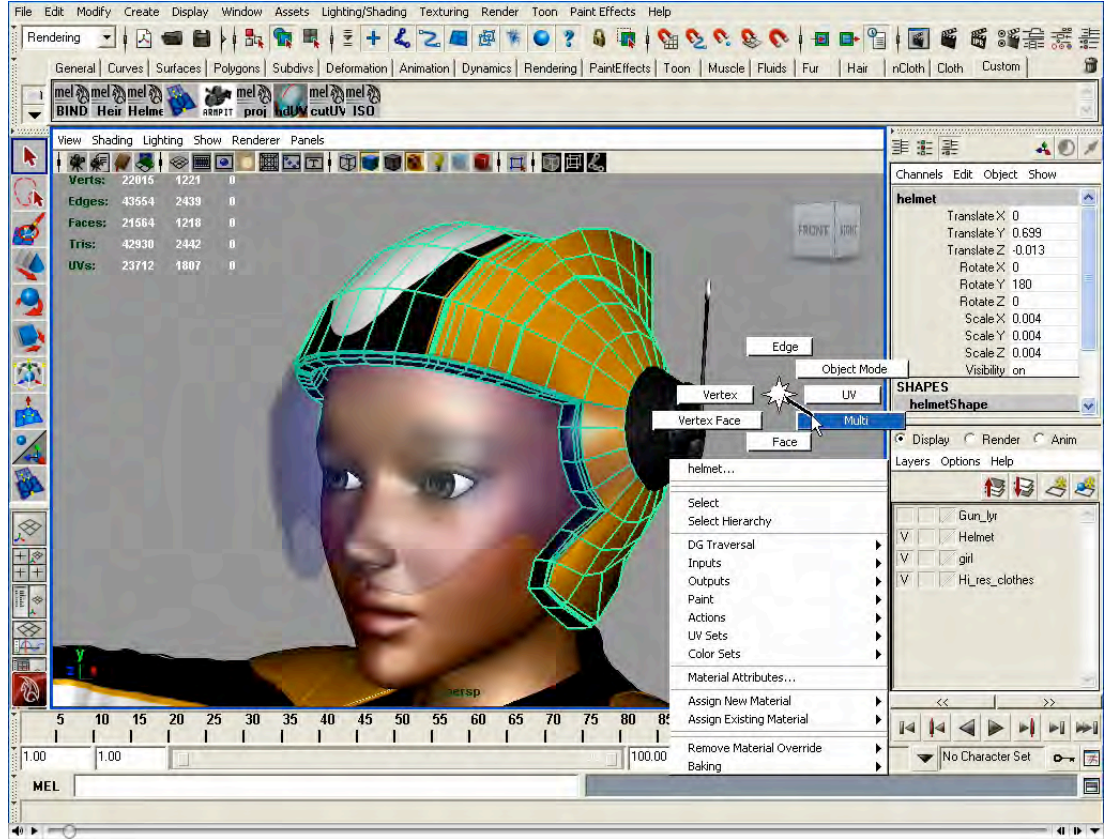 File Edit Modify Create Display Window Assets Lighting/Shading Texturing Render Toon Paint Effects Help
Rendering
General Curves Surfaces Polygons Subdivs Deformation Animation Dynamics Rendering PaintEffects Toon Muscle Fluids Fur Hair nCloth Cloth Custom
mel mel mel mel mel mel
BIND Heir Helme ARMPIT proj hdUV cutUV ISO
View Shading Lighting Show Renderer Panels
Verts: 22015 1221 0
Edges: 43554 2439 0
Faces: 21564 1218 0
Tris: 42930 2442 0
UVs: 23712 1807 0
FRONT
Edge
Object Mode
Vertex
UV
Vertex Face
Multi
Face
helmet...
Select
Select Hierarchy
DG Traversal
Inputs
Outputs
Paint
Actions
UV Sets
Color Sets
Material Attributes...
Assign New Material
Assign Existing Material
Remove Material Override
Baking
y
z
persp
Channels Edit Object Show
helmet
Translate X 0
Translate Y 0.699
Translate Z -0.013
Rotate X 0
Rotate Y 180
Rotate Z 0
Scale X 0.004
Scale Y 0.004
Scale Z 0.004
Visibility on
SHAPES
helmetShape
Display Render Anim
Layers Options Help
Gun_lyr
V Helmet
V girl
V Hi_res_clothes
<< >>
5 10 15 20 25 30 35 40 45 50 55 60 65 70 75 80 85
1.00 1.00 100.00
No Character Set
MEL